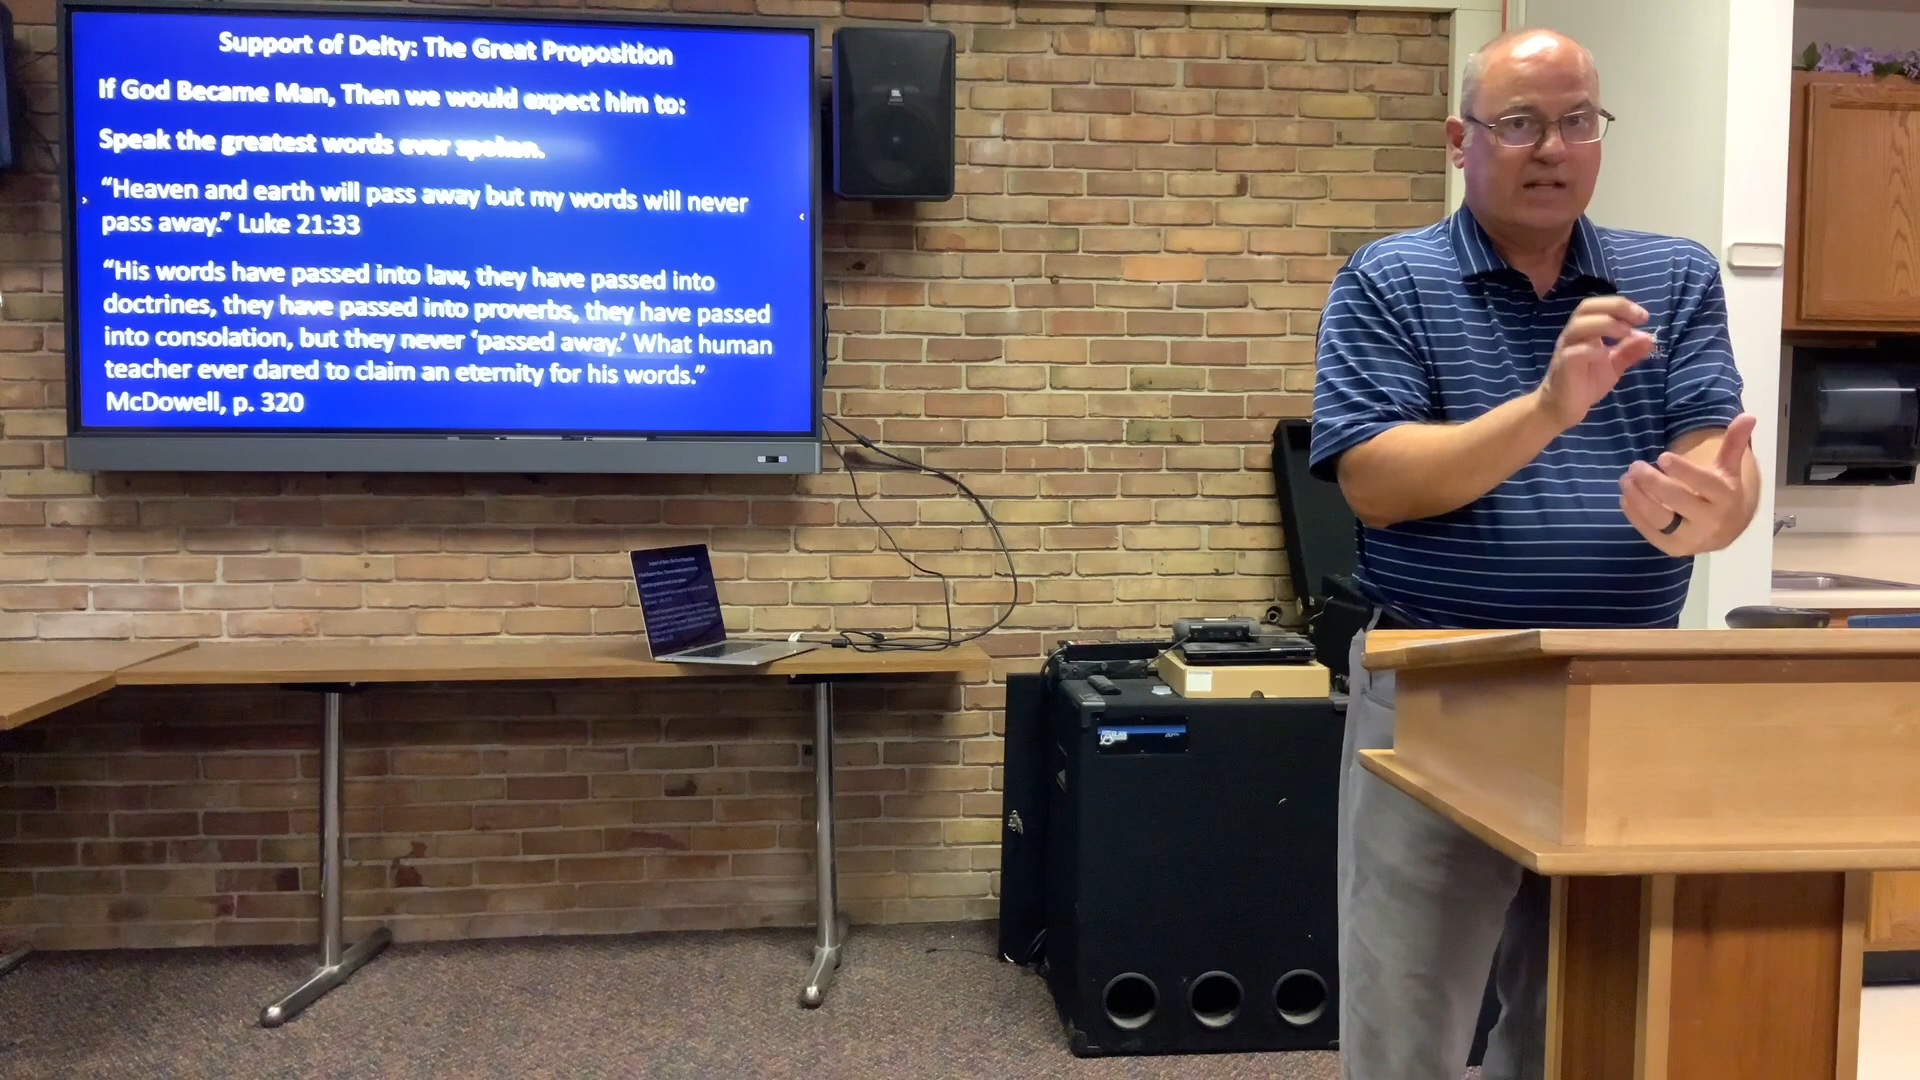 Support of Deity: The Great Proposition
If God Became Man, Then we would expect him to:
Speak the greatest words ever spoken.
“Heaven and earth will pass away but my words will never
pass away.” Luke 21:33
“His words have passed into law, they have passed into
doctrines, they have passed into proverbs, they have passed
into consolation, but they never ‘passed away.’ What human
teacher ever dared to claim an eternity for his words.”
McDowell, p. 320
JBL